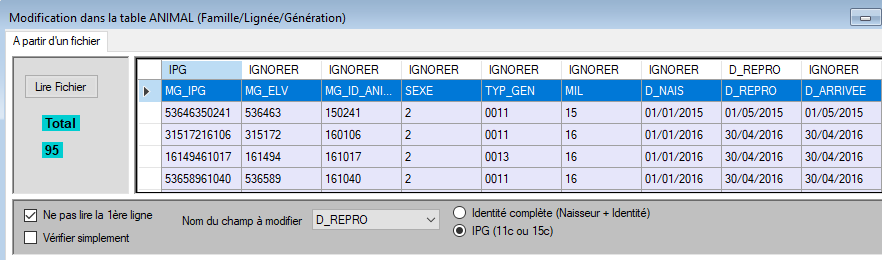 Modification dans la table ANIMAL (Famille/Lignée/Génération)
A partir d'un fichier
Lire Fichier
Total
95
IPG IGNORER IGNORER IGNORER IGNORER IGNORER IGNORER D_REPRO IGNORER
MG_IPG MG_ELV MG_ID_ANI... SEXE TYP_GEN MIL D_NAIS D_REPRO D_ARRIVEE
53646350241 536463 150241 2 0011 15 01/01/2015 01/05/2015 01/05/2015
31517216106 315172 160106 2 0011 16 01/01/2016 30/04/2016 30/04/2016
16149461017 161494 161017 2 0013 16 01/01/2016 30/04/2016 30/04/2016
53658961040 536589 161040 2 0011 16 01/01/2016 30/04/2016 30/04/2016
Ne pas lire la 1ère ligne
Vérifier simplement
Nom du champ à modifier D_REPRO
Identité complète (Naisseur + Identité)
IPG (11c ou 15c)